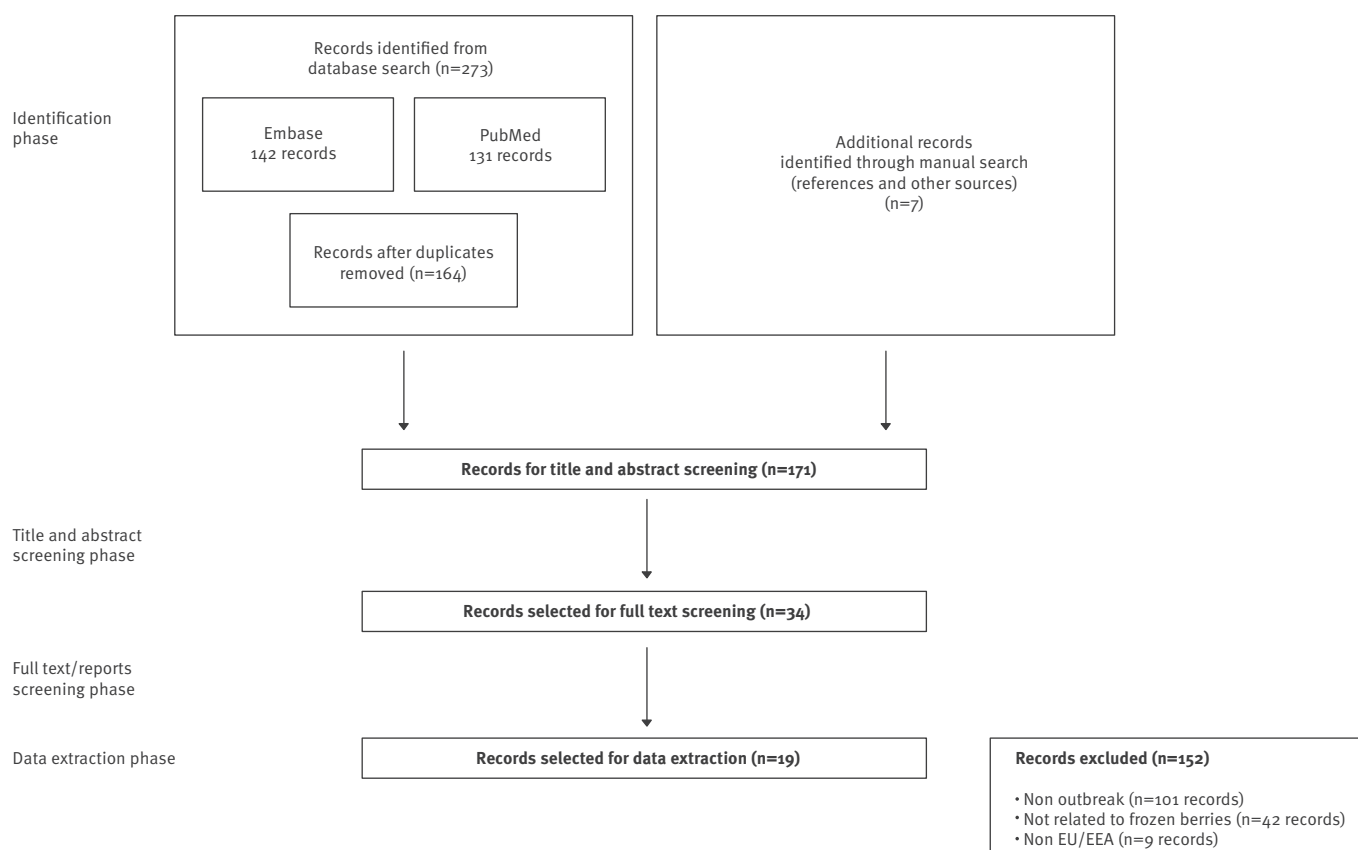 Identification
phase
Records identified from
database search (n=273)
Embase
142 records
PubMed
131 records
Records after duplicates
removed (n=164)
Additional records
identified through manual search
(references and other sources)
(n=7)
Records for title and abstract screening (n=171)
Title and abstract
screening phase
Records selected for full text screening (n=34)
Full text/reports
screening phase
Data extraction phase
Records selected for data extraction (n=19)
Records excluded (n=152)
• Non outbreak (n=101 records)
• Not related to frozen berries (n=42 records)
• Non EU/EEA (n=9 records)